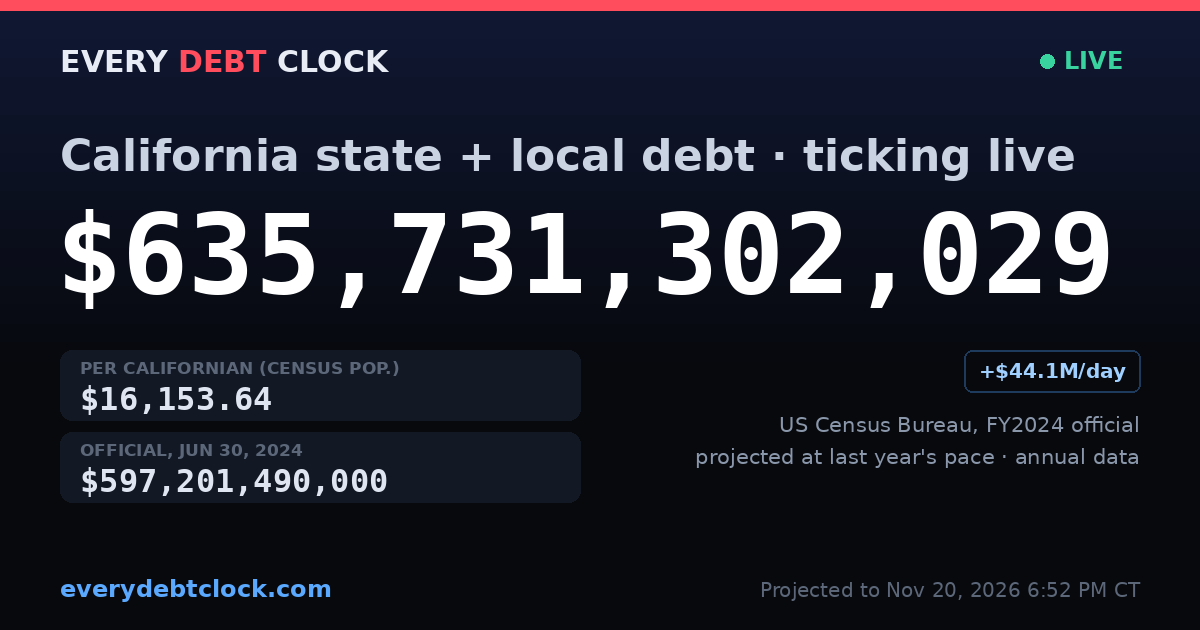 EVERY DEBT CLOCK
LIVE
California state + local debt · ticking live
$635,731,302,029
PER CALIFORNIAN (CENSUS POP.)
$16,153.64
+$44.1M/day
OFFICIAL, JUN 30, 2024
$597,201,490,000
US Census Bureau, FY2024 official
projected at last year's pace · annual data
everydebtclock.com
Projected to Nov 20, 2026 6:52 PM CT